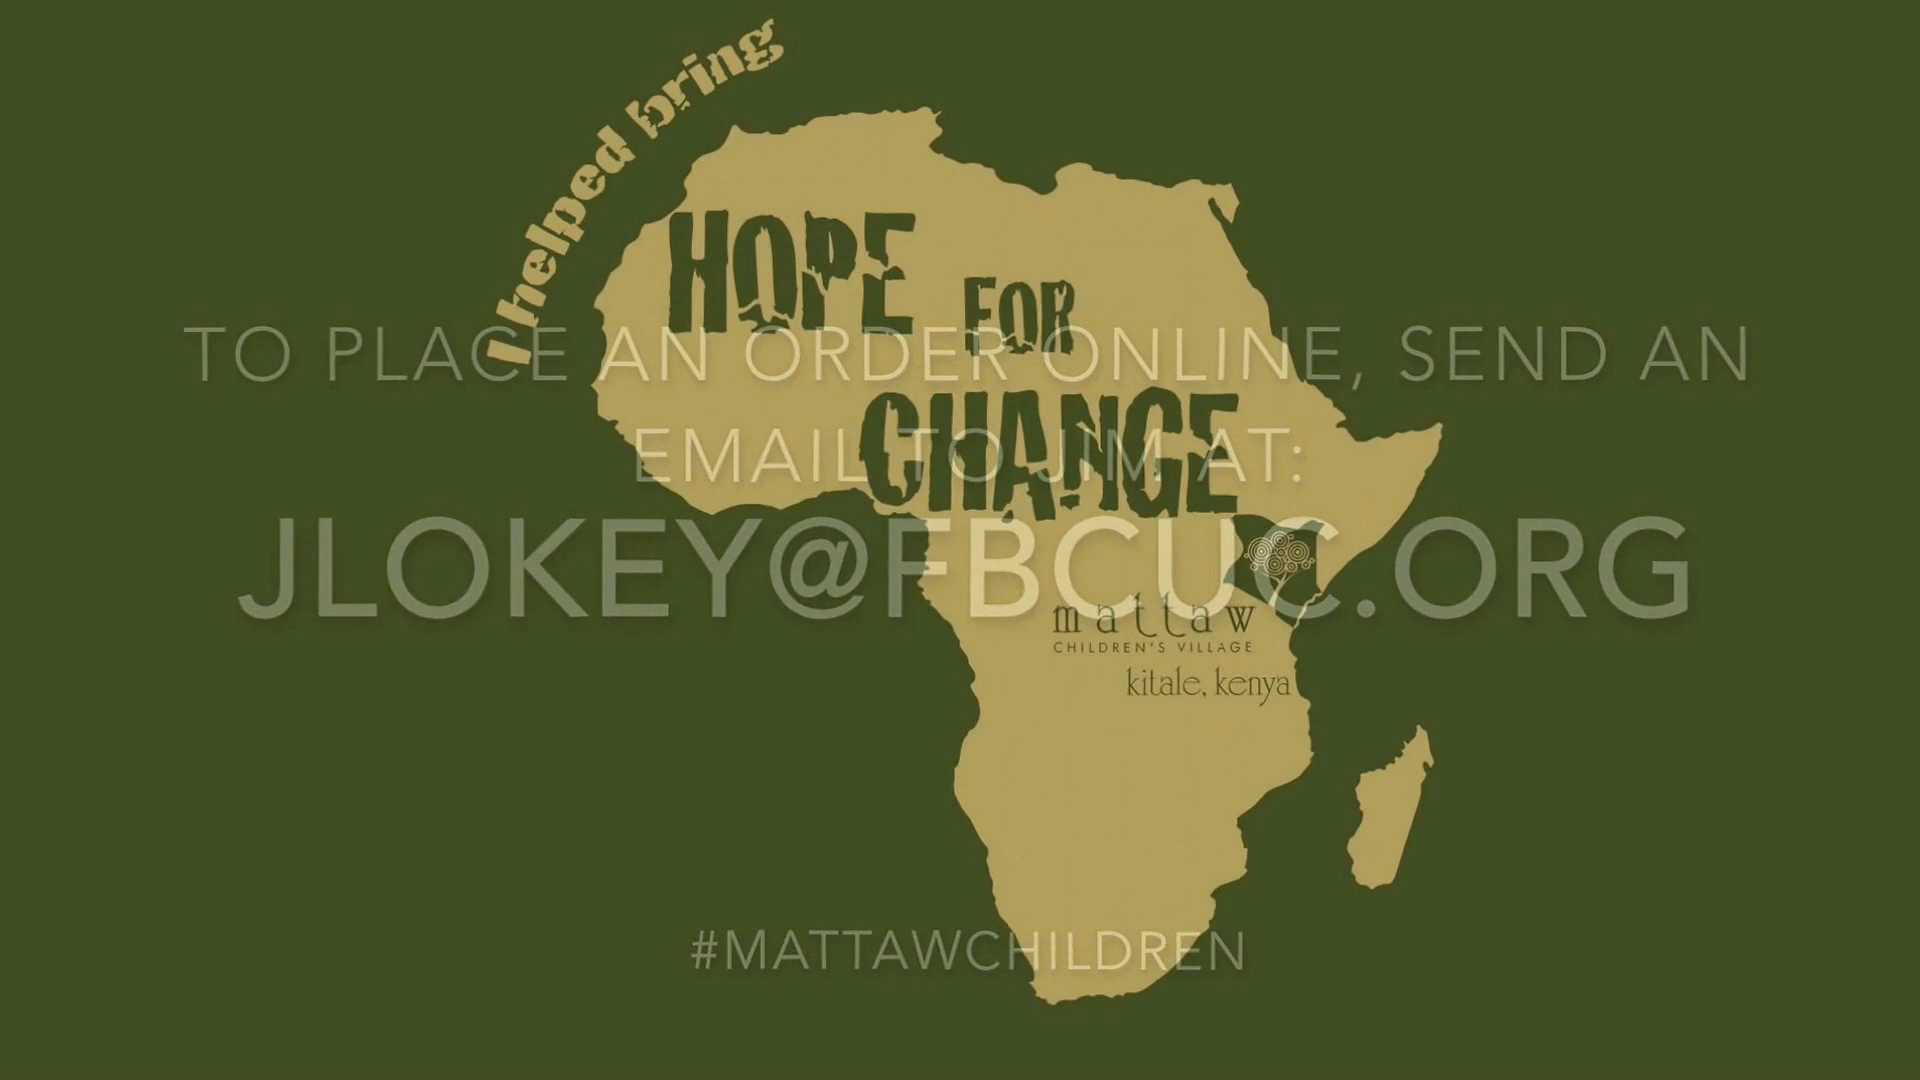 I helped bring
HOPE FOR
CHANGE
TO PLACE AN ORDER ONLINE, SEND AN
EMAIL TO JIM AT:
JLOKEY@FBCUC.ORG
mattaw
CHILDREN'S VILLAGE
kitale, kenya
#MATTAWCHILDREN